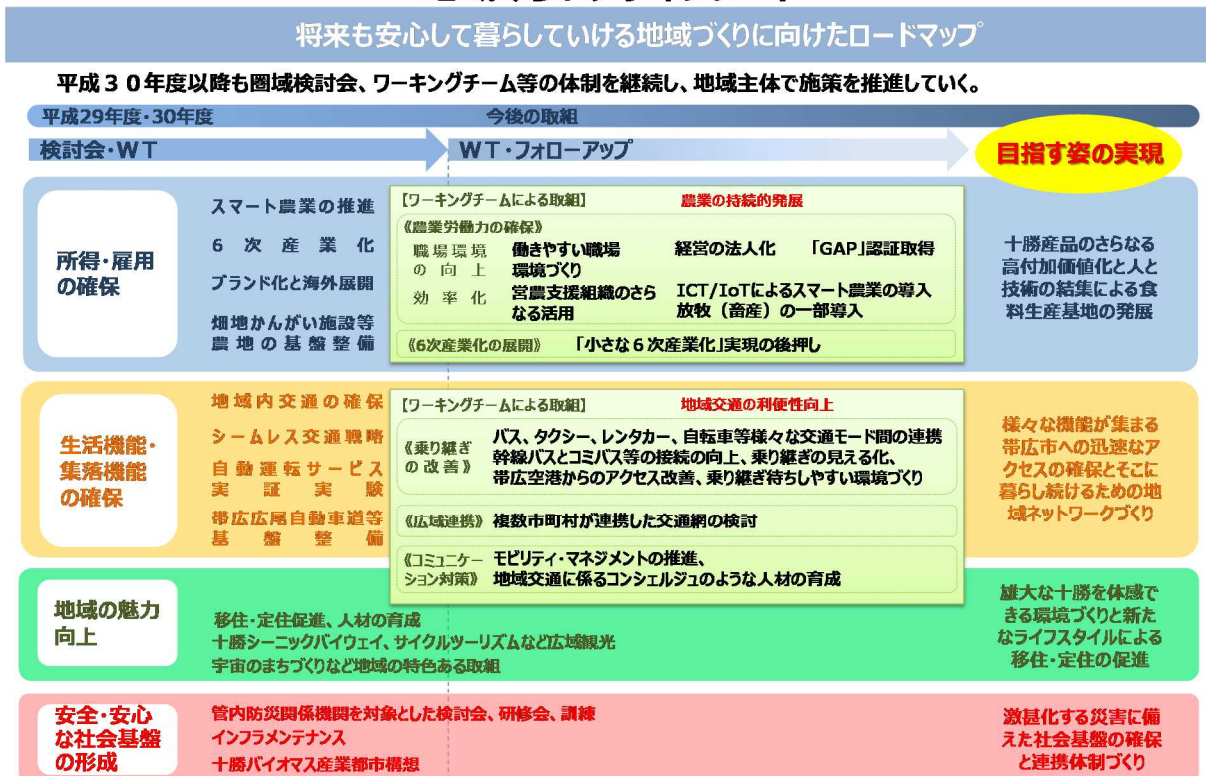 将来も安心して暮らしていける地域づくりに向けたロードマップ
平成30年度以降も圏域検討会、ワーキングチーム等の体制を継続し、地域主体で施策を推進していく。
平成29年度・30年度
今後の取組
検討会・WT
WT・フォローアップ
目指す姿の実現
所得・雇用
の確保
スマート農業の推進
6次産業化
ブランド化と海外展開
畑地かんがい施設等
農地の基盤整備
【ワーキングチームによる取組】
農業の持続的発展
《農業労働力の確保》
職場環境
の向上
働きやすい職場
環境づくり
経営の法人化
「GAP」認証取得
効率化
営農支援組織のさら
なる活用
ICT/IoTによるスマート農業の導入
放牧（畜産）の一部導入
《6次産業化の展開》
「小さな6次産業化」実現の後押し
十勝産品のさらなる
高付加価値化と人と
技術の結集による食
料生産基地の発展
生活機能・
集落機能
の確保
地域内交通の確保
シームレス交通戦略
自動運転サービス
実証実験
帯広広尾自動車道等
基盤整備
【ワーキングチームによる取組】
地域交通の利便性向上
《乗り継ぎ
の改善》
バス、タクシー、レンタカー、自転車等様々な交通モード間の連携
幹線バスとコミバス等の接続の向上、乗り継ぎの見える化、
帯広空港からのアクセス改善、乗り継ぎ待ちしやすい環境づくり
《広域連携》
複数市町村が連携した交通網の検討
《コミュニケー
ション対策》
モビリティ・マネジメントの推進、
地域交通に係るコンシェルジュのような人材の育成
様々な機能が集まる
帯広市への迅速なア
クセスの確保とそこに
暮らし続けるための地
域ネットワークづくり
地域の魅力
向上
移住・定住促進、人材の育成
十勝シーニックバイウェイ、サイクルツーリズムなど広域観光
宇宙のまちづくりなど地域の特色ある取組
雄大な十勝を体感で
きる環境づくりと新た
なライフスタイルによる
移住・定住の促進
安全・安心
な社会基盤
の形成
管内防災関係機関を対象とした検討会、研修会、訓練
インフラメンテナンス
十勝バイオマス産業都市構想
激甚化する災害に備
えた社会基盤の確保
と連携体制づくり